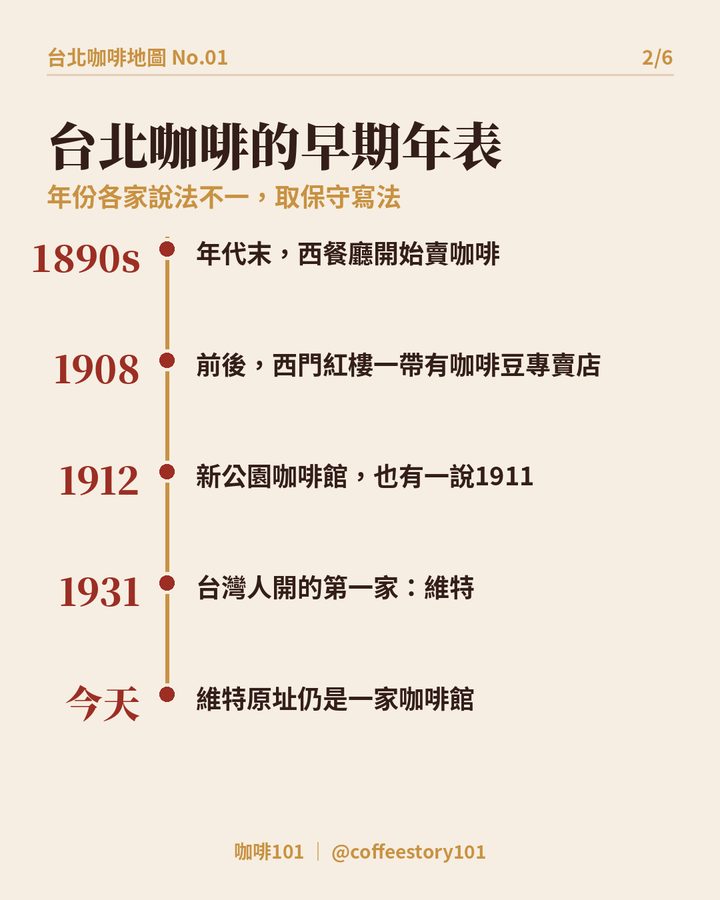 台北咖啡地圖 No.01
2/6
台北咖啡的早期年表
年份各家說法不一，取保守寫法
1890s 年代末，西餐廳開始賣咖啡
1908 前後，西門紅樓一帶有咖啡豆專賣店
1912 新公園咖啡館，也有一說1911
1931 台灣人開的第一家：維特
今天 維特原址仍是一家咖啡館
咖啡101｜@coffeestory101